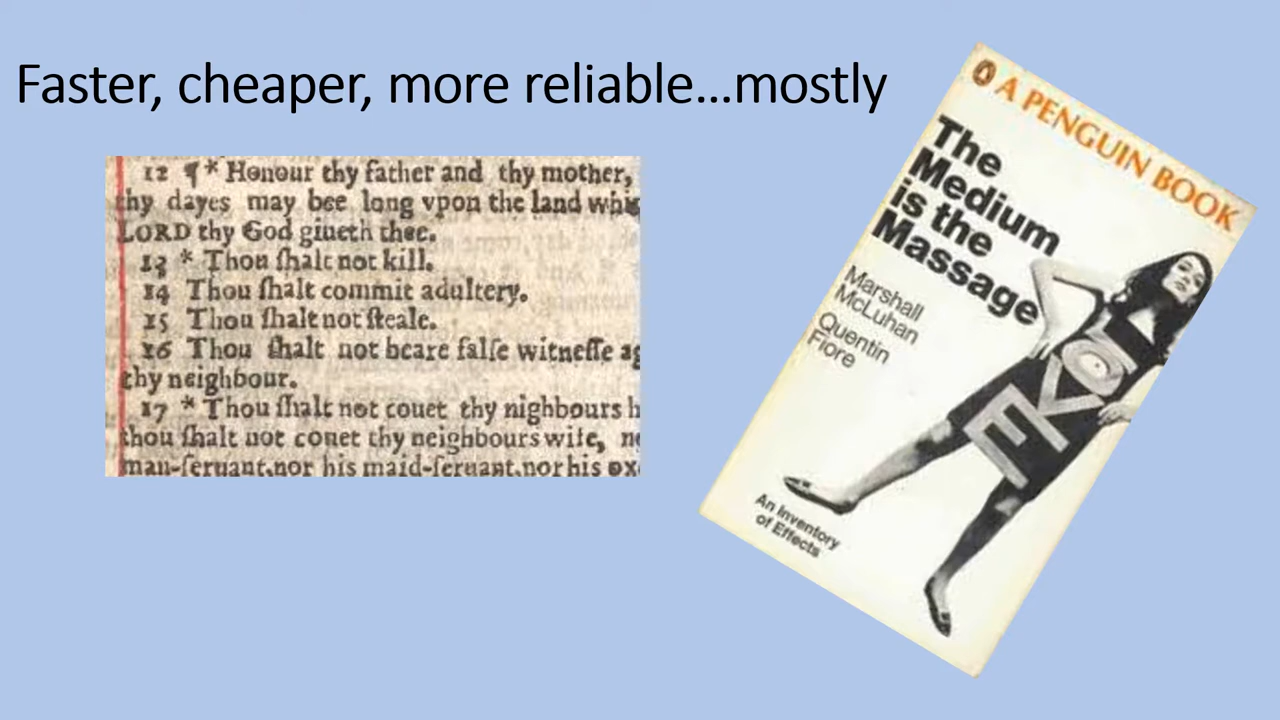 Faster, cheaper, more reliable...mostly
12 ¶ * Honour thy father and thy mother,
thy dayes may bee long vpon the land
LORD thy God giueth thee.
13 * Thou ſhalt not kill.
14 Thou ſhalt commit adultery.
15 Thou ſhalt not ſteale.
16 Thou ſhalt not beare falſe witneſſe
thy neighbour.
17 * Thou ſhalt not couet thy nighbours
thou ſhalt not couet thy neighbours wife,
man-ſeruant,nor his maid-ſeruant,nor his
A PENGUIN BOOK
The
Medium
is the
Massage
Marshall
McLuhan
Quentin
Fiore
An Inventory
of Effects